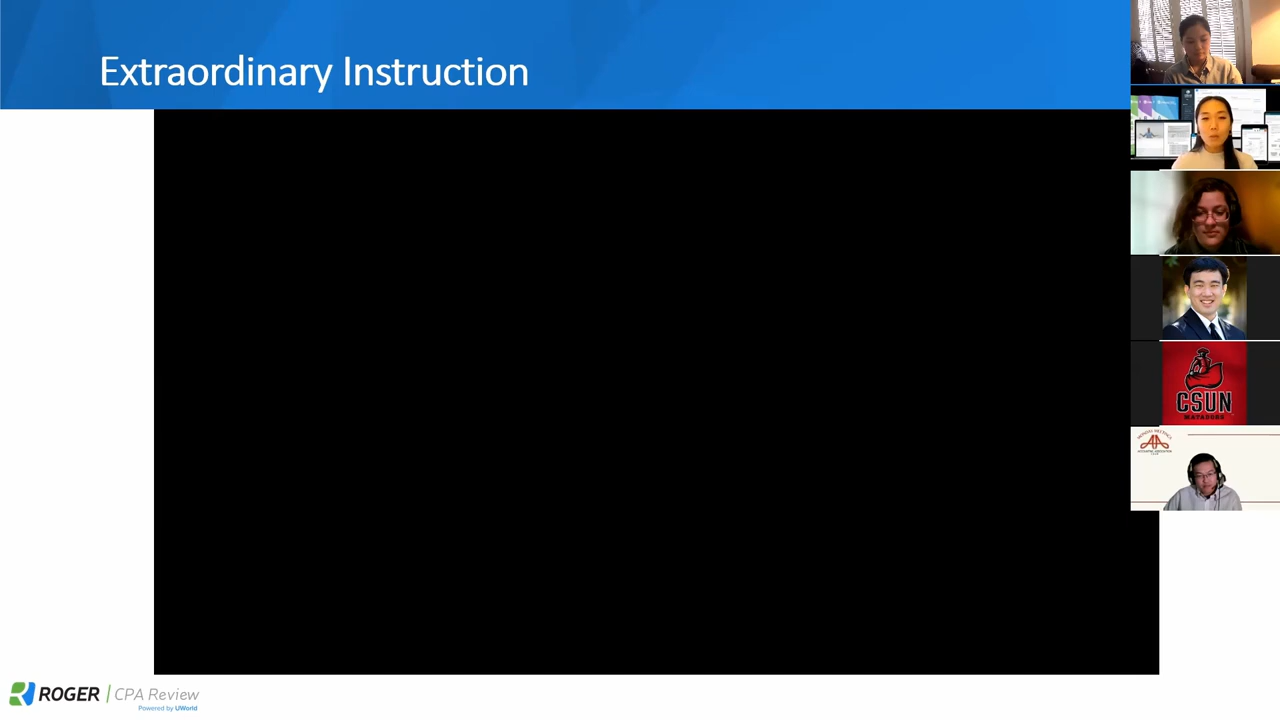 Extraordinary Instruction
CSUN
MATADORS
ROGER CPA Review
Powered by UWorld